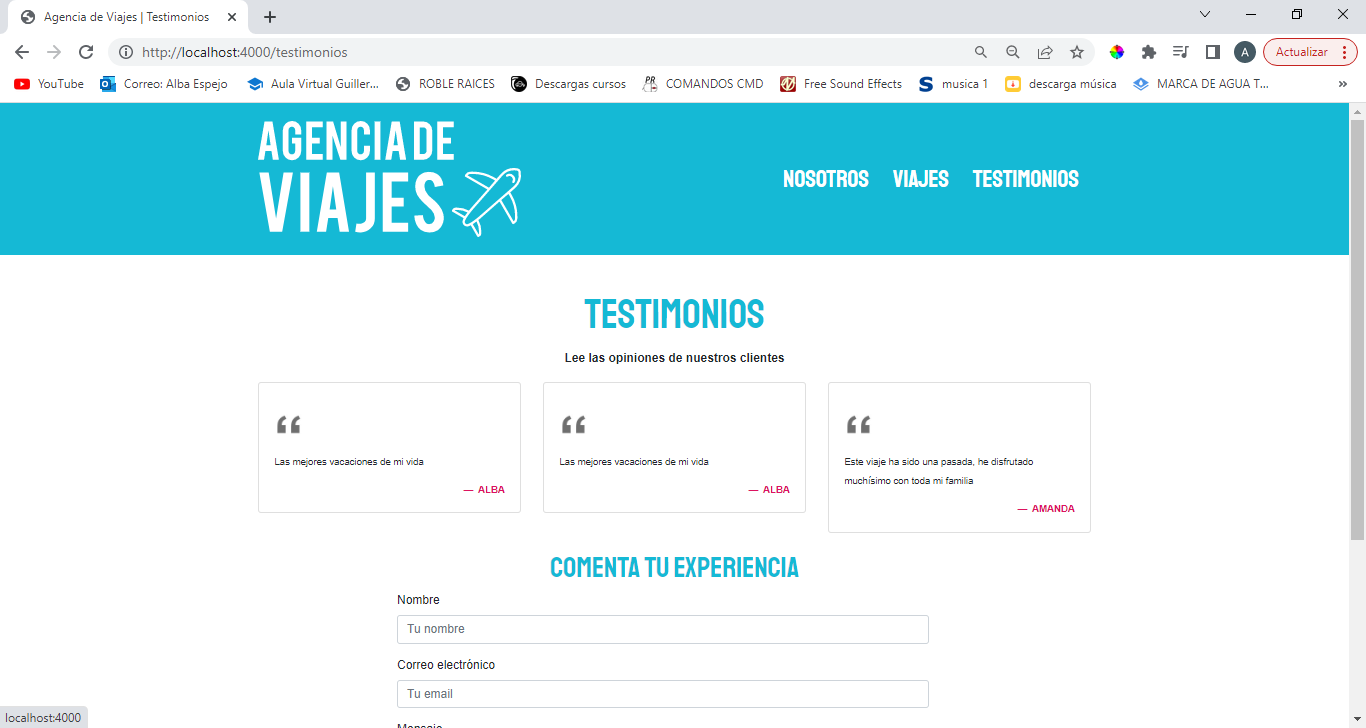 Agencia de Viajes | Testimonios
http://localhost:4000/testimonios
A
Actualizar
YouTube
Correo: Alba Espejo
Aula Virtual Guiller...
ROBLE RAICES
Descargas cursos
COMANDOS CMD
Free Sound Effects
musica 1
descarga música
MARCA DE AGUA T...
»
AGENCIA DE
VIAJES
NOSOTROS VIAJES TESTIMONIOS
TESTIMONIOS
Lee las opiniones de nuestros clientes
“
Las mejores vacaciones de mi vida
— ALBA
“
Las mejores vacaciones de mi vida
— ALBA
“
Este viaje ha sido una pasada, he disfrutado
muchísimo con toda mi familia
— AMANDA
COMENTA TU EXPERIENCIA
Nombre
Tu nombre
Correo electrónico
Tu email
Mensaje
localhost:4000